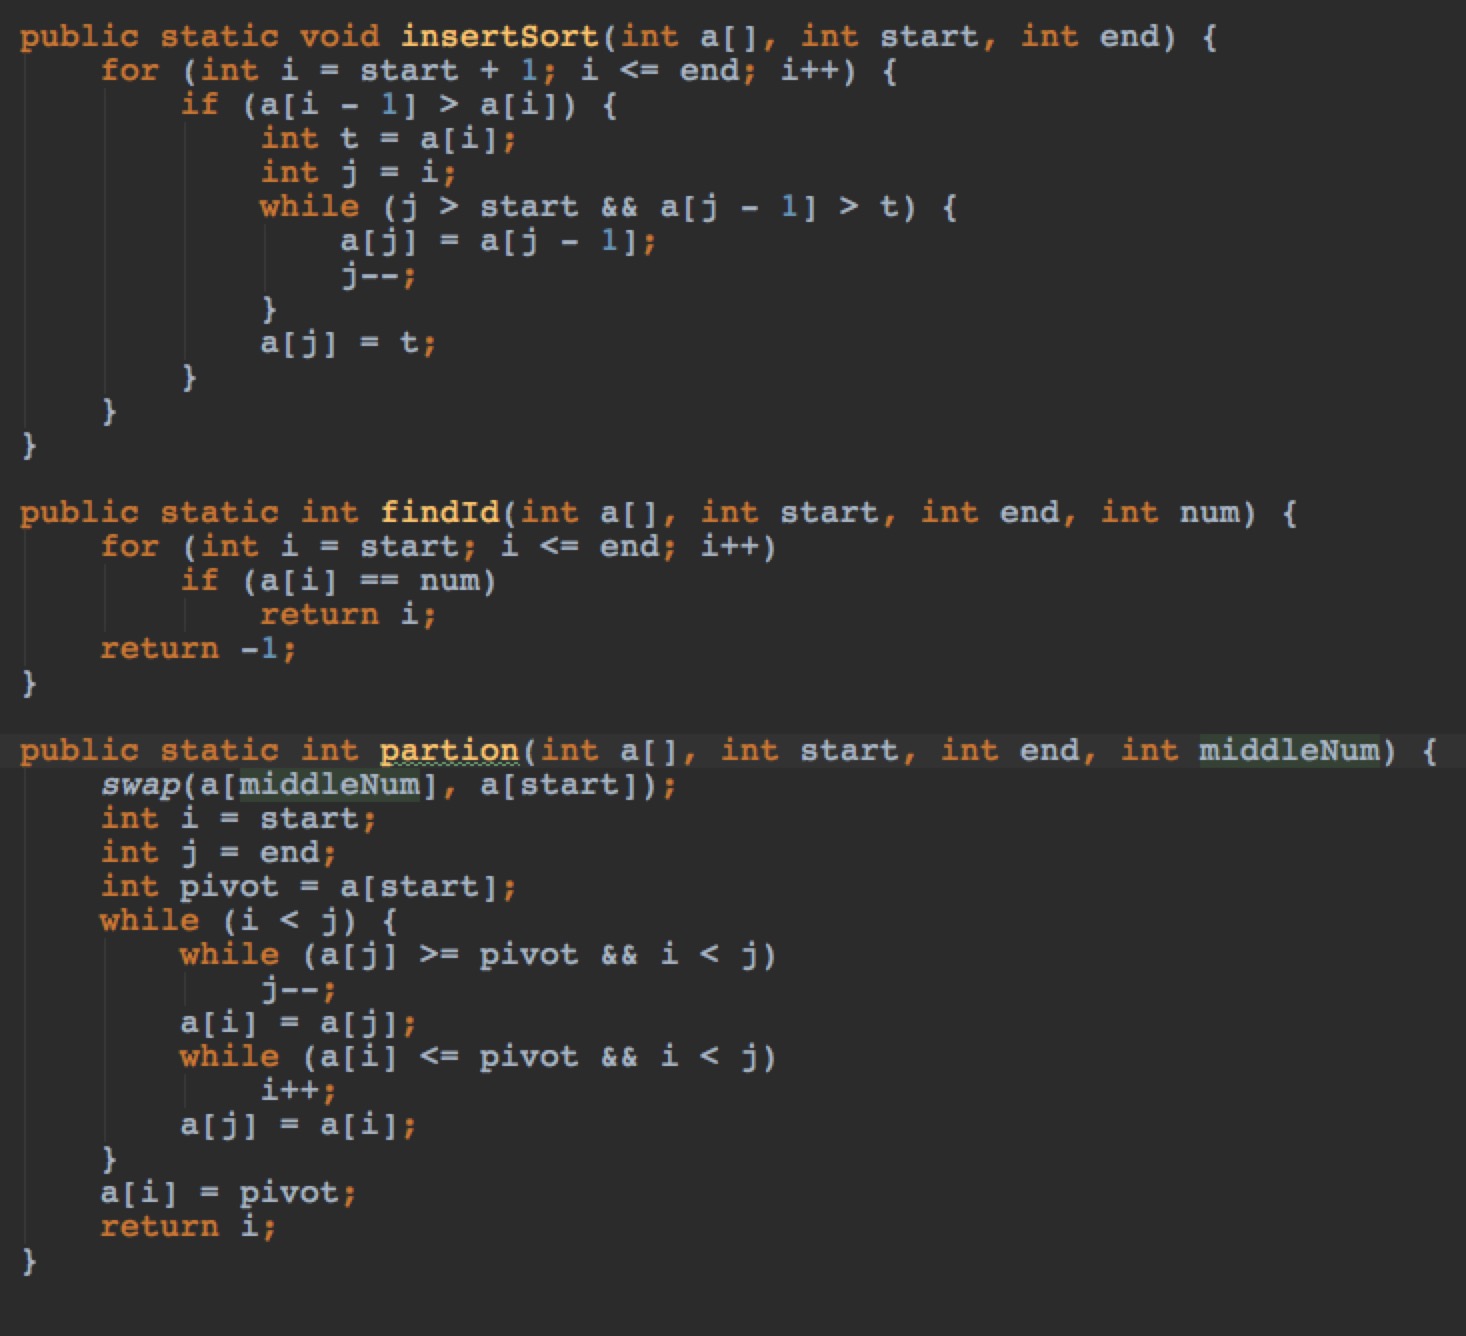 public static void insertSort(int a[], int start, int end) {
    for (int i = start + 1; i <= end; i++) {
        if (a[i - 1] > a[i]) {
            int t = a[i];
            int j = i;
            while (j > start && a[j - 1] > t) {
                a[j] = a[j - 1];
                j--;
            }
            a[j] = t;
        }
    }
}

public static int findId(int a[], int start, int end, int num) {
    for (int i = start; i <= end; i++)
        if (a[i] == num)
            return i;
    return -1;
}

public static int partion(int a[], int start, int end, int middleNum) {
    swap(a[middleNum], a[start]);
    int i = start;
    int j = end;
    int pivot = a[start];
    while (i < j) {
        while (a[j] >= pivot && i < j)
            j--;
        a[i] = a[j];
        while (a[i] <= pivot && i < j)
            i++;
        a[j] = a[i];
    }
    a[i] = pivot;
    return i;
}